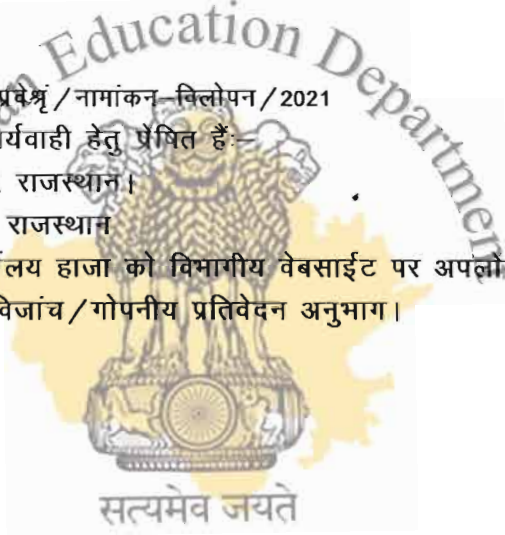 an Education Department
प्रवेश्रृं/नामांकन-विलोपन/2021
र्यवाही हेतु प्रेषित हैं:-
राजस्थान।
राजस्थान
लय हाजा को विभागीय वेबसाईट पर अपलो
विजांच/गोपनीय प्रतिवेदन अनुभाग।
सत्यमेव जयते